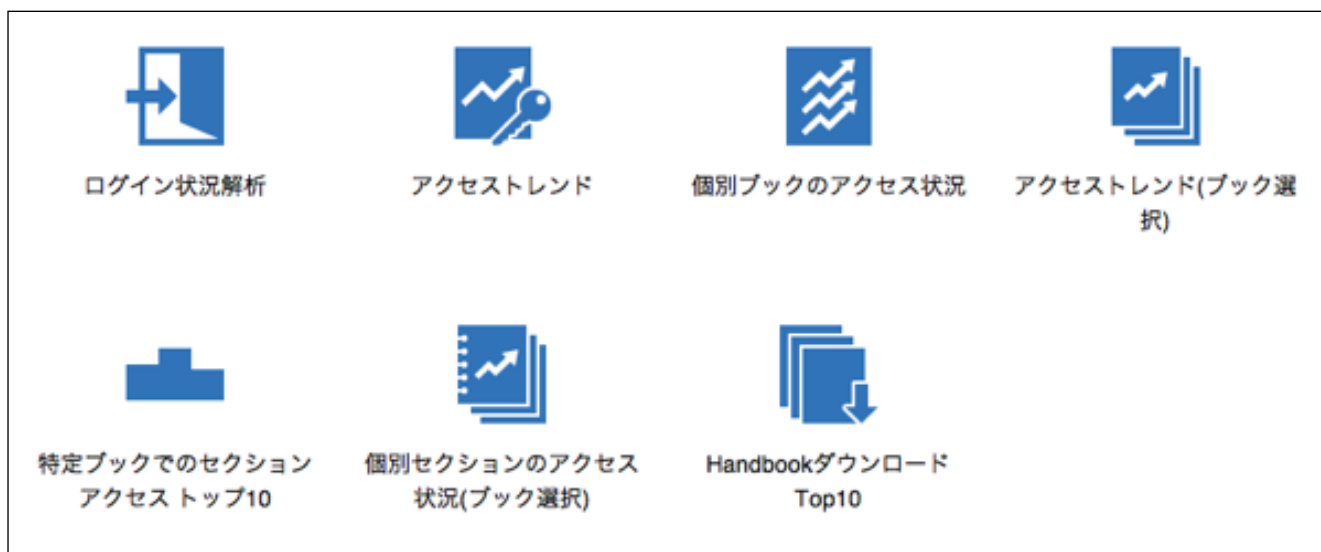 ログイン状況解析
アクセストレンド
個別ブックのアクセス状況
アクセストレンド(ブック選
択)
特定ブックでのセクション
アクセス トップ10
個別セクションのアクセス
状況(ブック選択)
Handbookダウンロード
Top10